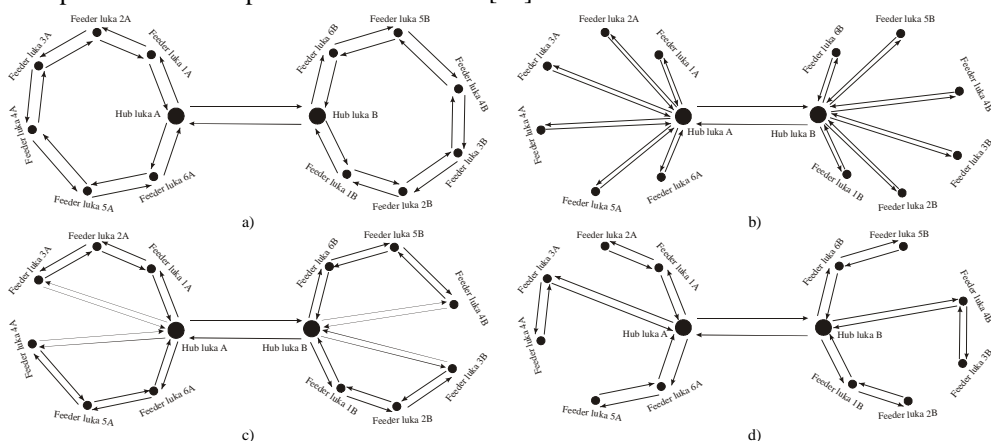 Feeder luka 2A
Feeder luka 3A
Feeder luka 1A
Feeder luka 4A
Hub luka A
Feeder luka 5A
Feeder luka 6A
Feeder luka 5B
Feeder luka 6B
Feeder luka 4B
Hub luka B
Feeder luka 3B
Feeder luka 1B
Feeder luka 2B
a)
Feeder luka 2A
Feeder luka 3A
Feeder luka 1A
Feeder luka 4A
Hub luka A
Feeder luka 5A
Feeder luka 6A
Feeder luka 5B
Feeder luka 6B
Feeder luka 4B
Hub luka B
Feeder luka 3B
Feeder luka 1B
Feeder luka 2B
b)
Feeder luka 2A
Feeder luka 3A
Feeder luka 1A
Feeder luka 4A
Hub luka A
Feeder luka 5A
Feeder luka 6A
Feeder luka 5B
Feeder luka 6B
Feeder luka 4B
Hub luka B
Feeder luka 3B
Feeder luka 1B
Feeder luka 2B
c)
Feeder luka 2A
Feeder luka 3A
Feeder luka 1A
Feeder luka 4A
Hub luka A
Feeder luka 5A
Feeder luka 6A
Feeder luka 5B
Feeder luka 6B
Feeder luka 4B
Hub luka B
Feeder luka 3B
Feeder luka 1B
Feeder luka 2B
d)